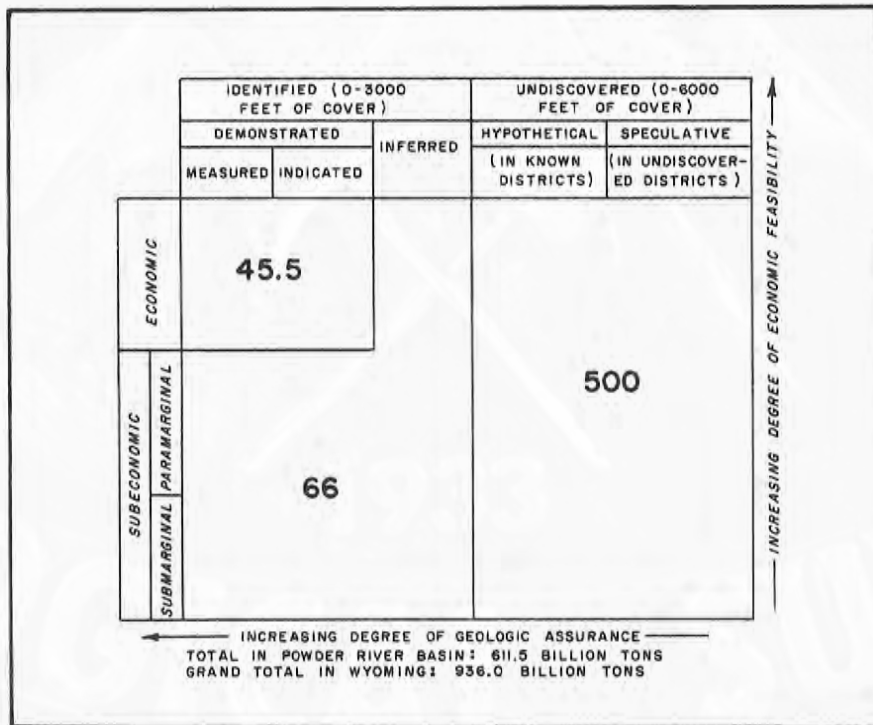 IDENTIFIED (0-3000
FEET OF COVER)
UNDISCOVERED (0-6000
FEET OF COVER)
DEMONSTRATED
INFERRED
HYPOTHETICAL
SPECULATIVE
MEASURED
INDICATED
(IN KNOWN
DISTRICTS)
(IN UNDISCOVER-
ED DISTRICTS)
ECONOMIC
45.5
SUBECONOMIC
PARAMARGINAL
SUBMARGINAL
66
500
INCREASING DEGREE OF ECONOMIC FEASIBILITY
INCREASING DEGREE OF GEOLOGIC ASSURANCE
TOTAL IN POWDER RIVER BASIN: 611.5 BILLION TONS
GRAND TOTAL IN WYOMING: 936.0 BILLION TONS